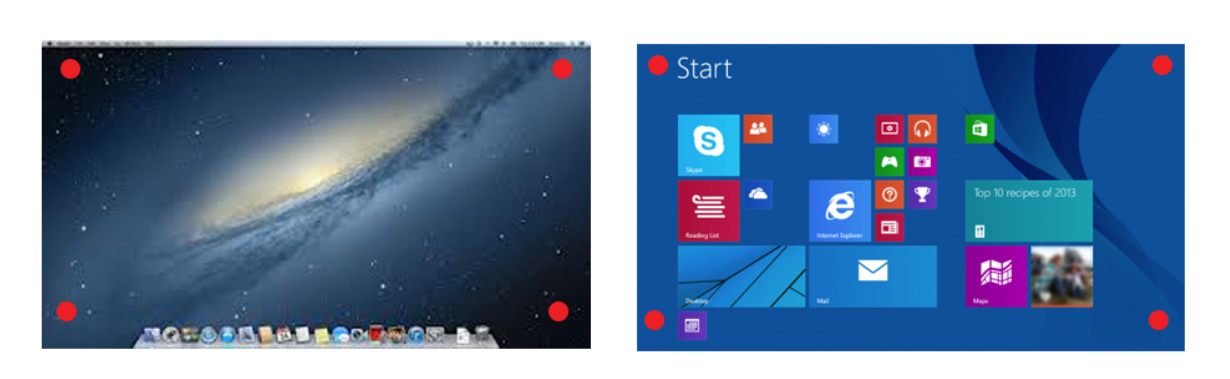 Start
S
Skype
Top 10 recipes of 2013
Reading List
Internet Explorer
Desktop
Mail
Maps